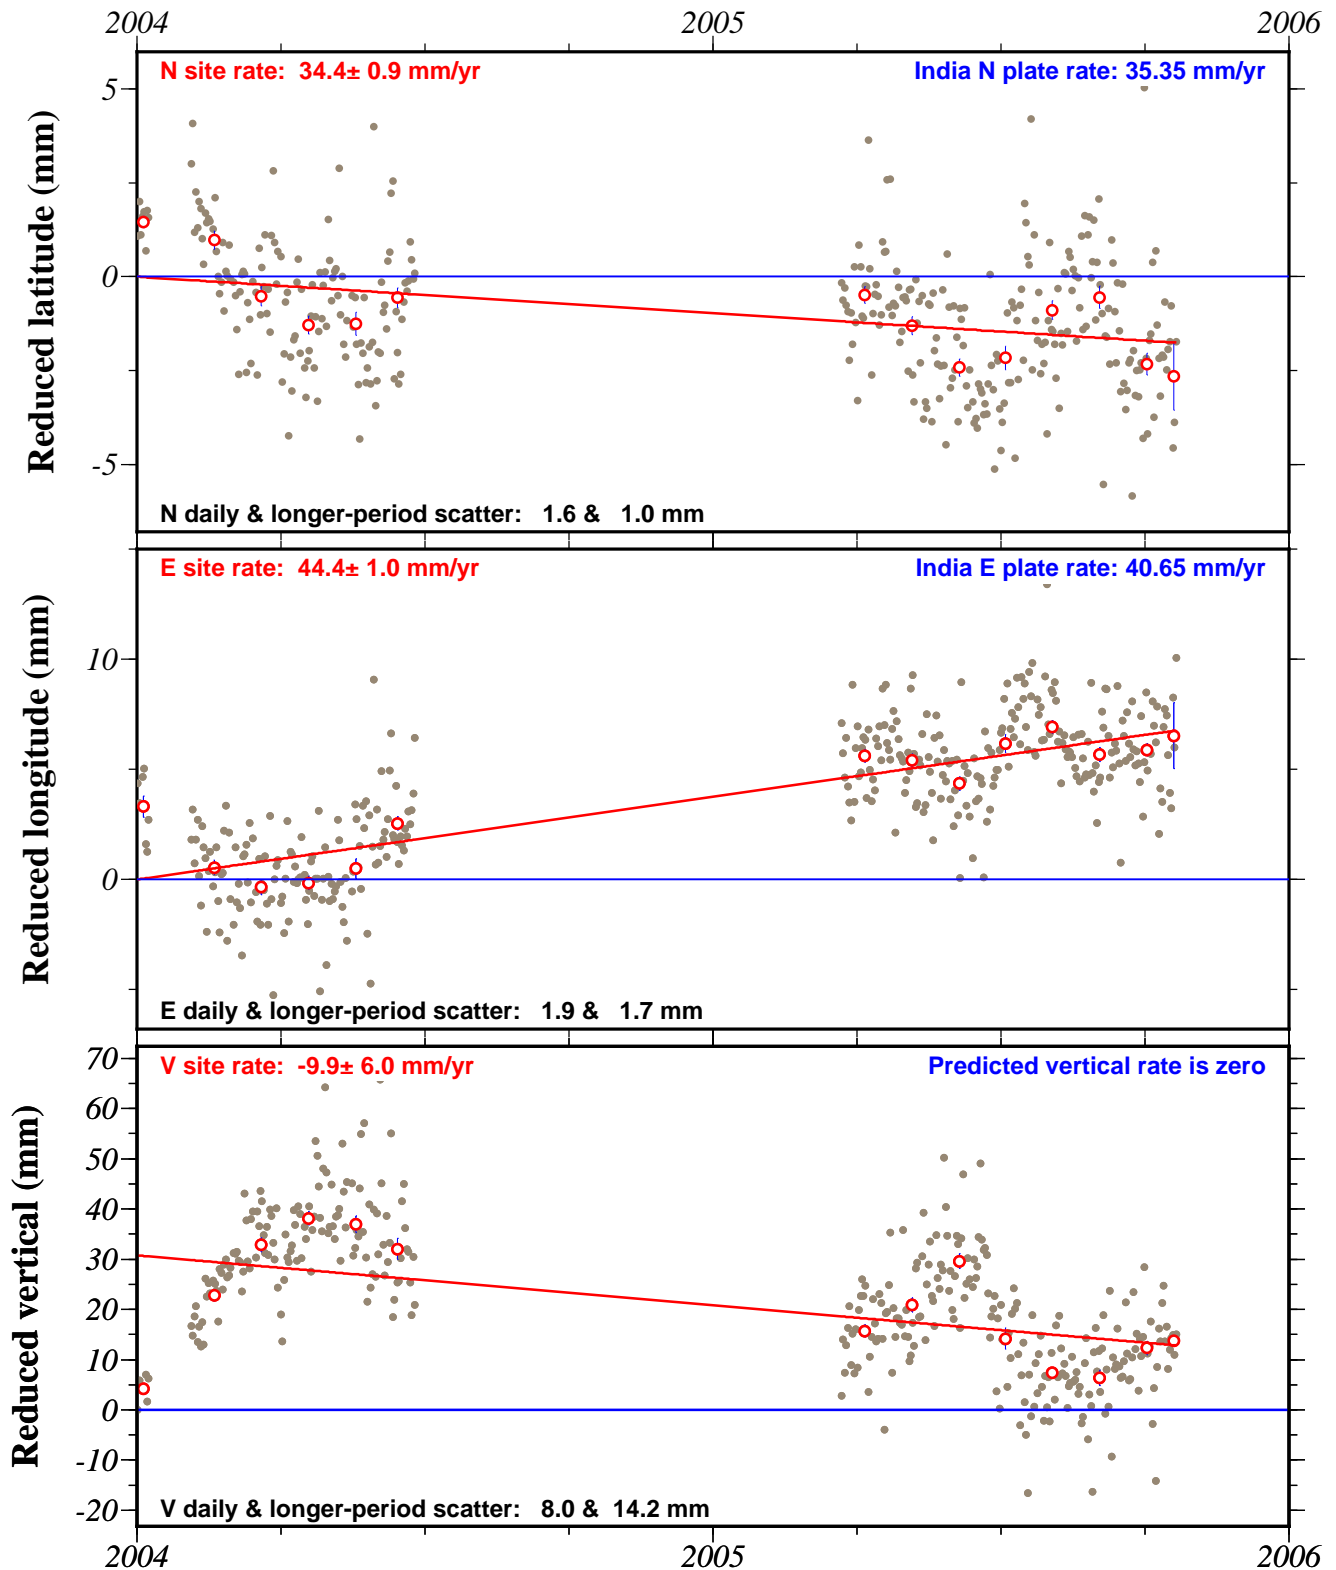 2004 2005 2006
N site rate: 34.4± 0.9 mm/yr
India N plate rate: 35.35 mm/yr
5
0
-5
Reduced latitude (mm)
N daily & longer-period scatter: 1.6 & 1.0 mm
E site rate: 44.4± 1.0 mm/yr
India E plate rate: 40.65 mm/yr
10
0
Reduced longitude (mm)
E daily & longer-period scatter: 1.9 & 1.7 mm
V site rate: -9.9± 6.0 mm/yr
Predicted vertical rate is zero
70
60
50
40
30
20
10
0
-10
-20
Reduced vertical (mm)
V daily & longer-period scatter: 8.0 & 14.2 mm
2004 2005 2006